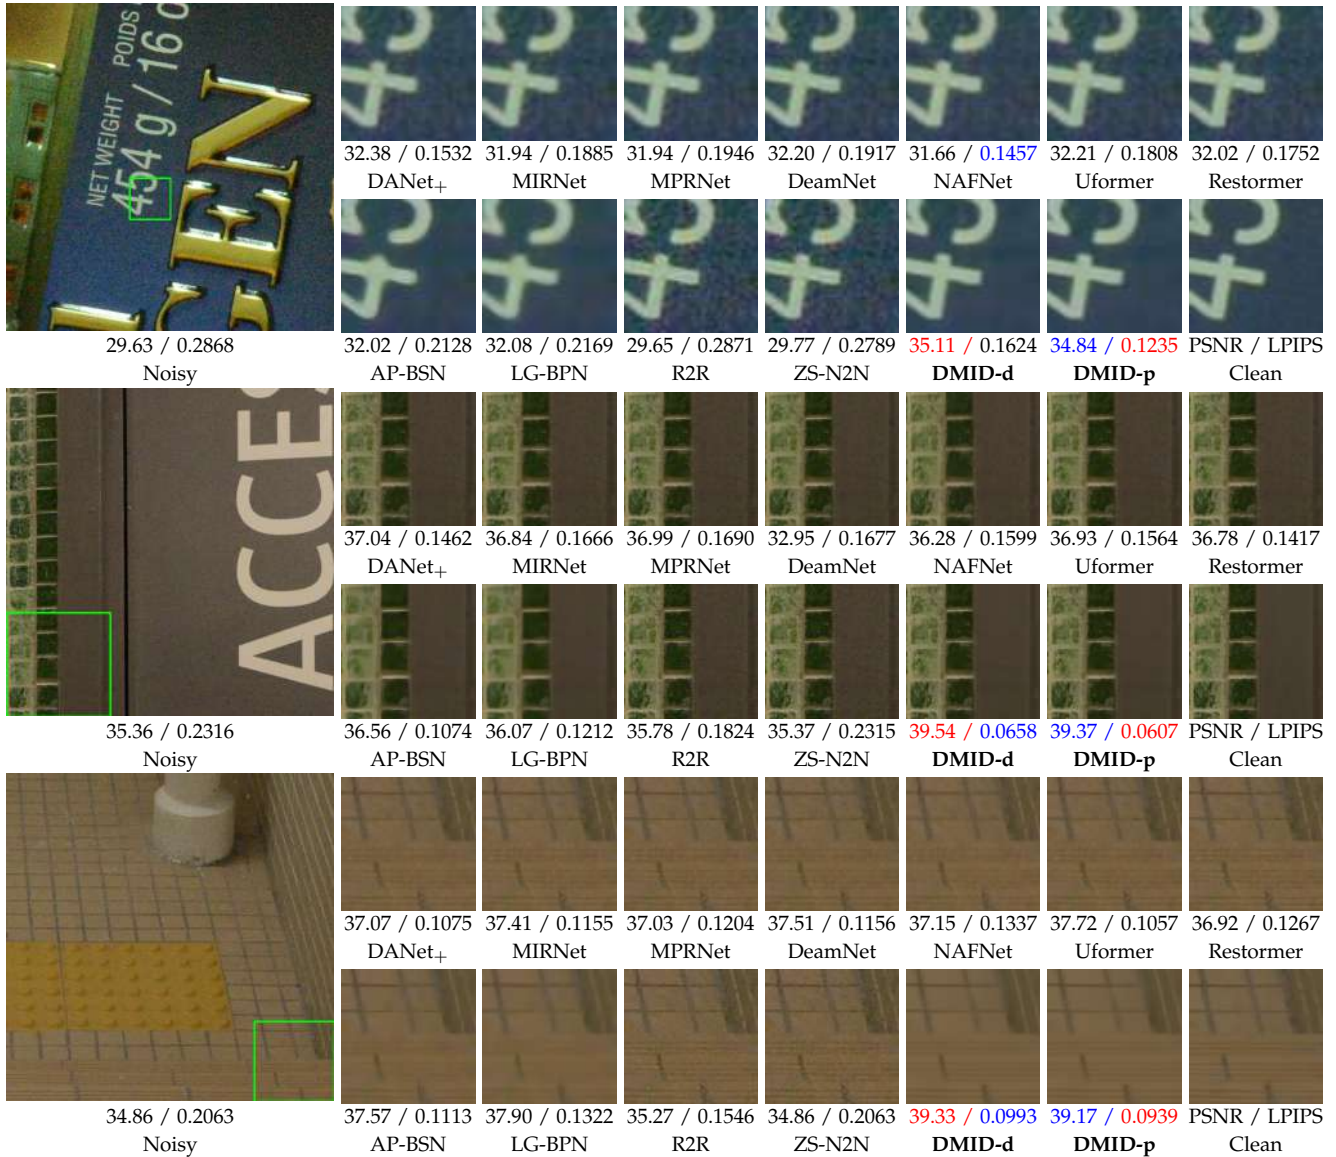 POIDS
NET WEIGHT
454 g / 16 o
CEN
32.38 / 0.1532 31.94 / 0.1885 31.94 / 0.1946 32.20 / 0.1917 31.66 / 0.1457 32.21 / 0.1808 32.02 / 0.1752
DANet+ MIRNet MPRNet DeamNet NAFNet Uformer Restormer
29.63 / 0.2868 32.02 / 0.2128 32.08 / 0.2169 29.65 / 0.2871 29.77 / 0.2789 35.11 / 0.1624 34.84 / 0.1235 PSNR / LPIPS
Noisy AP-BSN LG-BPN R2R ZS-N2N DMID-d DMID-p Clean
ACCES
37.04 / 0.1462 36.84 / 0.1666 36.99 / 0.1690 32.95 / 0.1677 36.28 / 0.1599 36.93 / 0.1564 36.78 / 0.1417
DANet+ MIRNet MPRNet DeamNet NAFNet Uformer Restormer
35.36 / 0.2316 36.56 / 0.1074 36.07 / 0.1212 35.78 / 0.1824 35.37 / 0.2315 39.54 / 0.0658 39.37 / 0.0607 PSNR / LPIPS
Noisy AP-BSN LG-BPN R2R ZS-N2N DMID-d DMID-p Clean
37.07 / 0.1075 37.41 / 0.1155 37.03 / 0.1204 37.51 / 0.1156 37.15 / 0.1337 37.72 / 0.1057 36.92 / 0.1267
DANet+ MIRNet MPRNet DeamNet NAFNet Uformer Restormer
34.86 / 0.2063 37.57 / 0.1113 37.90 / 0.1322 35.27 / 0.1546 34.86 / 0.2063 39.33 / 0.0993 39.17 / 0.0939 PSNR / LPIPS
Noisy AP-BSN LG-BPN R2R ZS-N2N DMID-d DMID-p Clean